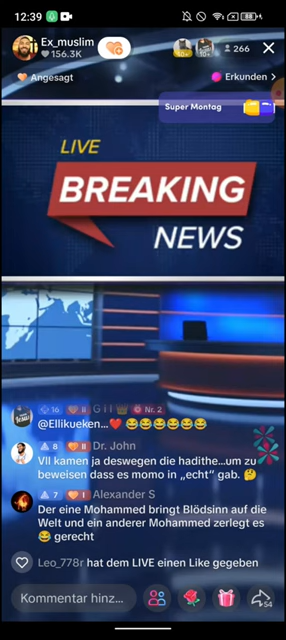 12:39
Ex_muslim
156.3K
266
Angesagt
Erkunden >
Super Montag
LIVE
BREAKING
NEWS
16 II GTI Nr. 2
@Ellikueken...❤️ 😂😂😂😂😂😂
8 II Dr. John
Vll kamen ja deswegen die hadithe...um zu
beweisen dass es momo in „echt“ gab. 🤔
7 I Alexander S
Der eine Mohammed bringt Blödsinn auf die
Welt und ein anderer Mohammed zerlegt es
😂 gerecht
Leo_778r hat dem LIVE einen Like gegeben
Kommentar hinz...
54